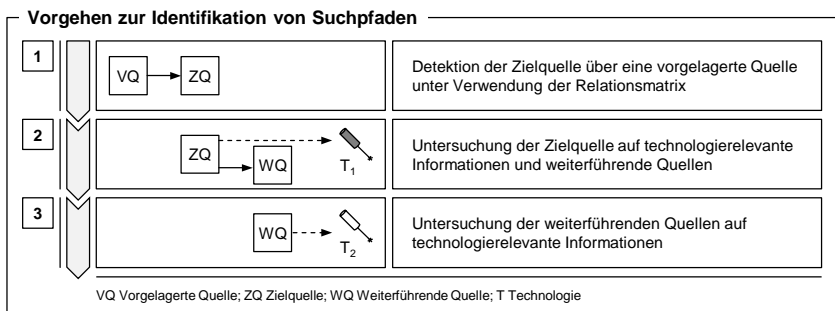 Vorgehen zur Identifikation von Suchpfaden
1
VQ ZQ
Detektion der Zielquelle über eine vorgelagerte Quelle
unter Verwendung der Relationsmatrix
2
ZQ
WQ
T1
Untersuchung der Zielquelle auf technologierelevante
Informationen und weiterführende Quellen
3
WQ
T2
Untersuchung der weiterführenden Quellen auf
technologierelevante Informationen
VQ Vorgelagerte Quelle; ZQ Zielquelle; WQ Weiterführende Quelle; T Technologie